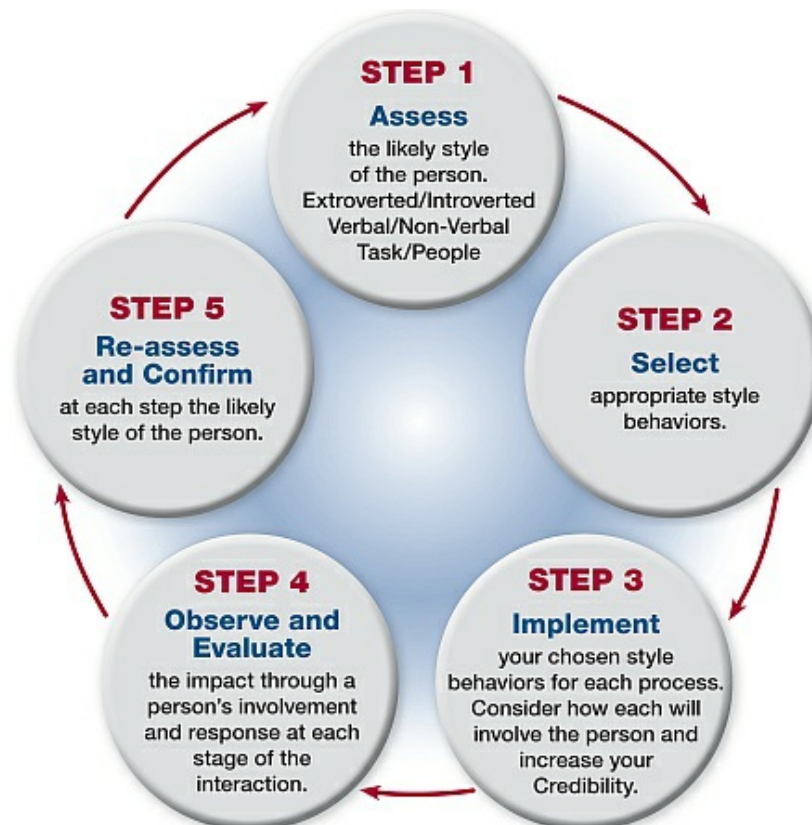 STEP 1
Assess
the likely style
of the person.
Extroverted/Introverted
Verbal/Non-Verbal
Task/People
STEP 2
Select
appropriate style
behaviors.
STEP 3
Implement
your chosen style
behaviors for each process.
Consider how each will
involve the person and
increase your
Credibility.
STEP 4
Observe and
Evaluate
the impact through a
person's involvement
and response at each
stage of the
interaction.
STEP 5
Re-assess
and Confirm
at each step the likely
style of the person.